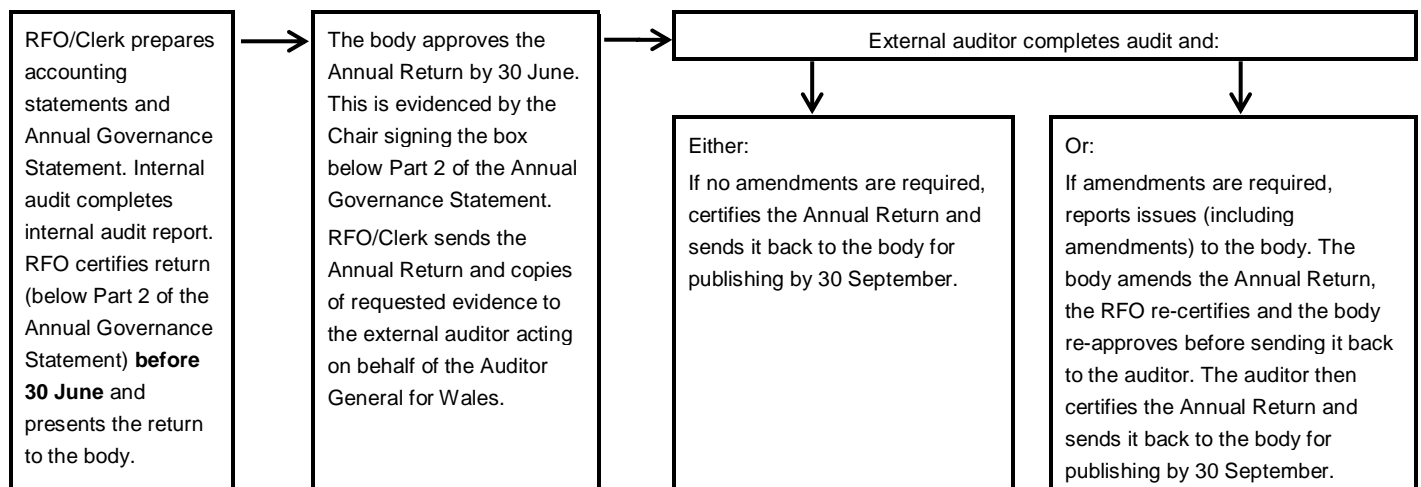 RFO/Clerk prepares
accounting
statements and
Annual Governance
Statement. Internal
audit completes
internal audit report.
RFO certifies return
(below Part 2 of the
Annual Governance
Statement) before
30 June and
presents the return
to the body.
The body approves the
Annual Return by 30 June.
This is evidenced by the
Chair signing the box
below Part 2 of the Annual
Governance Statement.
RFO/Clerk sends the
Annual Return and copies
of requested evidence to
the external auditor acting
on behalf of the Auditor
General for Wales.
External auditor completes audit and:
Either:
If no amendments are required,
certifies the Annual Return and
sends it back to the body for
publishing by 30 September.
Or:
If amendments are required,
reports issues (including
amendments) to the body. The
body amends the Annual Return,
the RFO re-certifies and the body
re-approves before sending it back
to the auditor. The auditor then
certifies the Annual Return and
sends it back to the body for
publishing by 30 September.